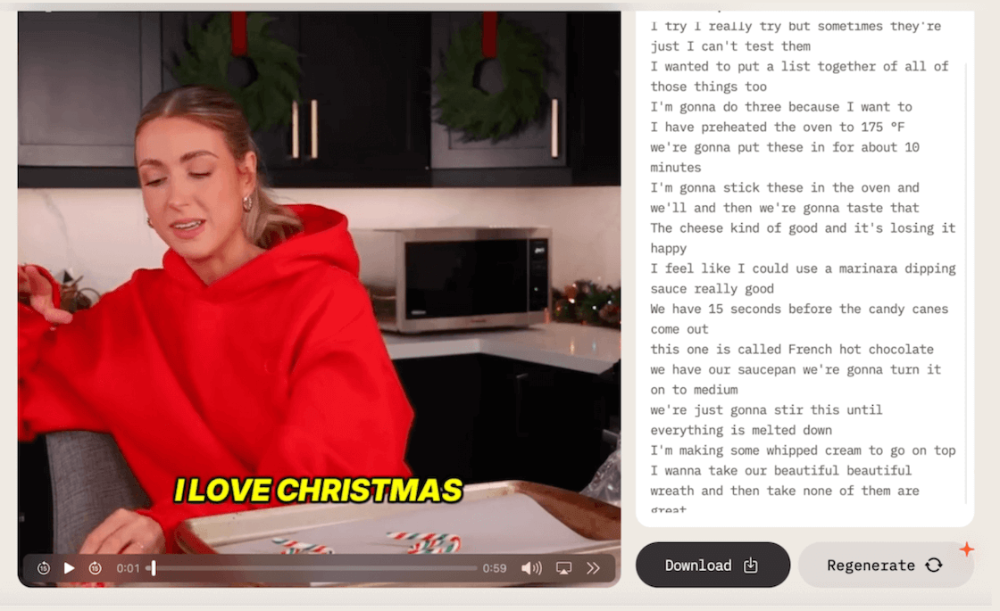 I try I really try but sometimes they're
just I can't test them
I wanted to put a list together of all of
those things too
I'm gonna do three because I want to
I have preheated the oven to 175 °F
we're gonna put these in for about 10
minutes
I'm gonna stick these in the oven and
we'll and then we're gonna taste that
The cheese kind of good and it's losing it
happy
I feel like I could use a marinara dipping
sauce really good
We have 15 seconds before the candy canes
come out
this one is called French hot chocolate
we have our saucepan we're gonna turn it
on to medium
we're just gonna stir this until
everything is melted down
I'm making some whipped cream to go on top
I wanna take our beautiful beautiful
wreath and then take none of them are
great
I LOVE CHRISTMAS
15
15
0:01
0:59
Download
Regenerate